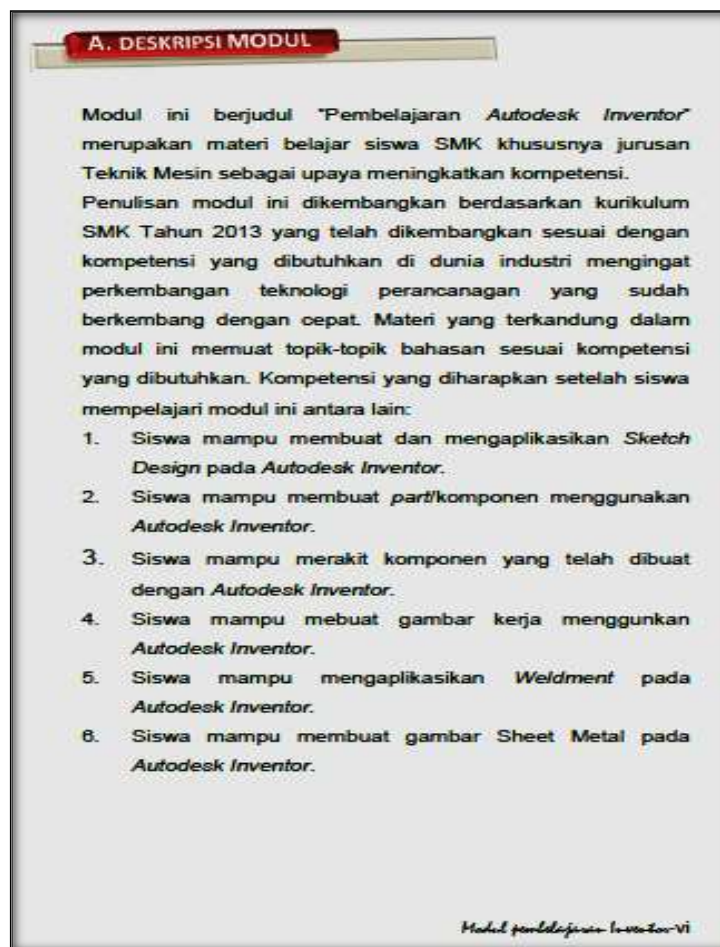 A. DESKRIPSI MODUL
Modul ini berjudul "Pembelajaran Autodesk Inventor"
merupakan materi belajar siswa SMK khususnya jurusan
Teknik Mesin sebagai upaya meningkatkan kompetensi.
Penulisan modul ini dikembangkan berdasarkan kurikulum
SMK Tahun 2013 yang telah dikembangkan sesuai dengan
kompetensi yang dibutuhkan di dunia industri mengingat
perkembangan teknologi perancanagan yang sudah
berkembang dengan cepat. Materi yang terkandung dalam
modul ini memuat topik-topik bahasan sesuai kompetensi
yang dibutuhkan. Kompetensi yang diharapkan setelah siswa
mempelajari modul ini antara lain:
1. Siswa mampu membuat dan mengaplikasikan Sketch
Design pada Autodesk Inventor.
2. Siswa mampu membuat part/komponen menggunakan
Autodesk Inventor.
3. Siswa mampu merakit komponen yang telah dibuat
dengan Autodesk Inventor.
4. Siswa mampu mebuat gambar kerja menggunkan
Autodesk Inventor.
5. Siswa mampu mengaplikasikan Weldment pada
Autodesk Inventor.
6. Siswa mampu membuat gambar Sheet Metal pada
Autodesk Inventor.
Modul pembelajaran Inventor-vi